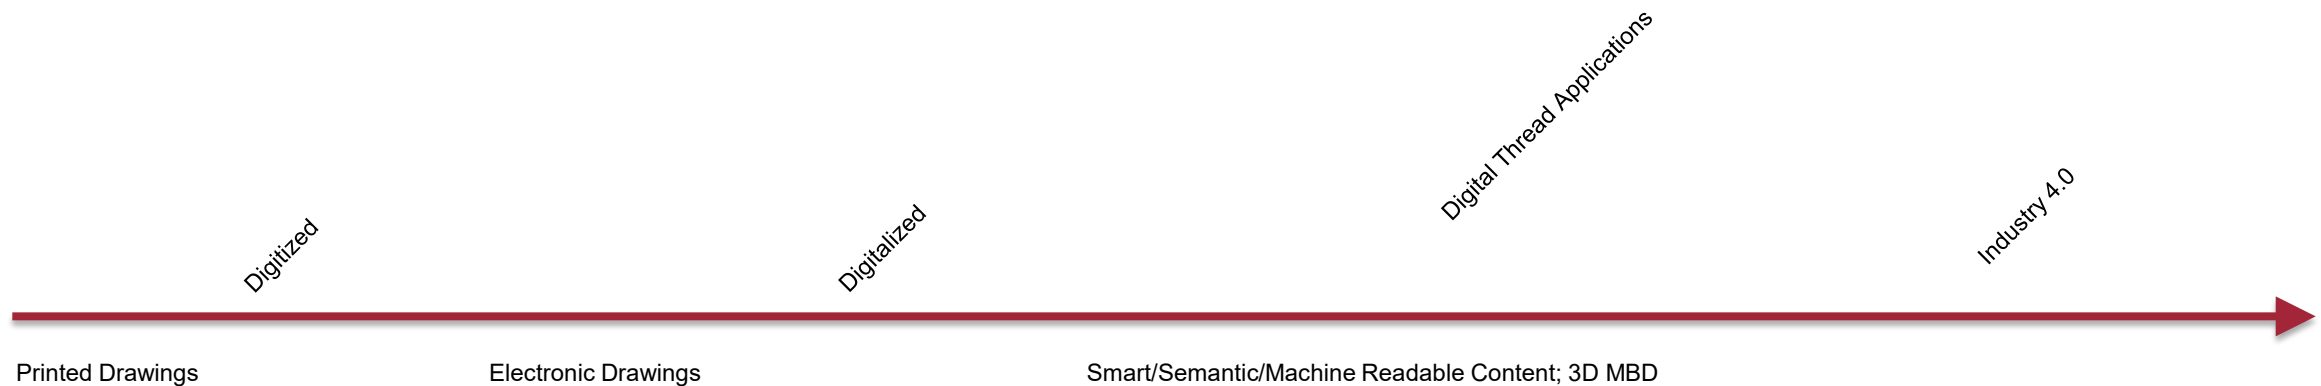 Digitized
Digitalized
Digital Thread Applications
Industry 4.0
Printed Drawings
Electronic Drawings
Smart/Semantic/Machine Readable Content; 3D MBD